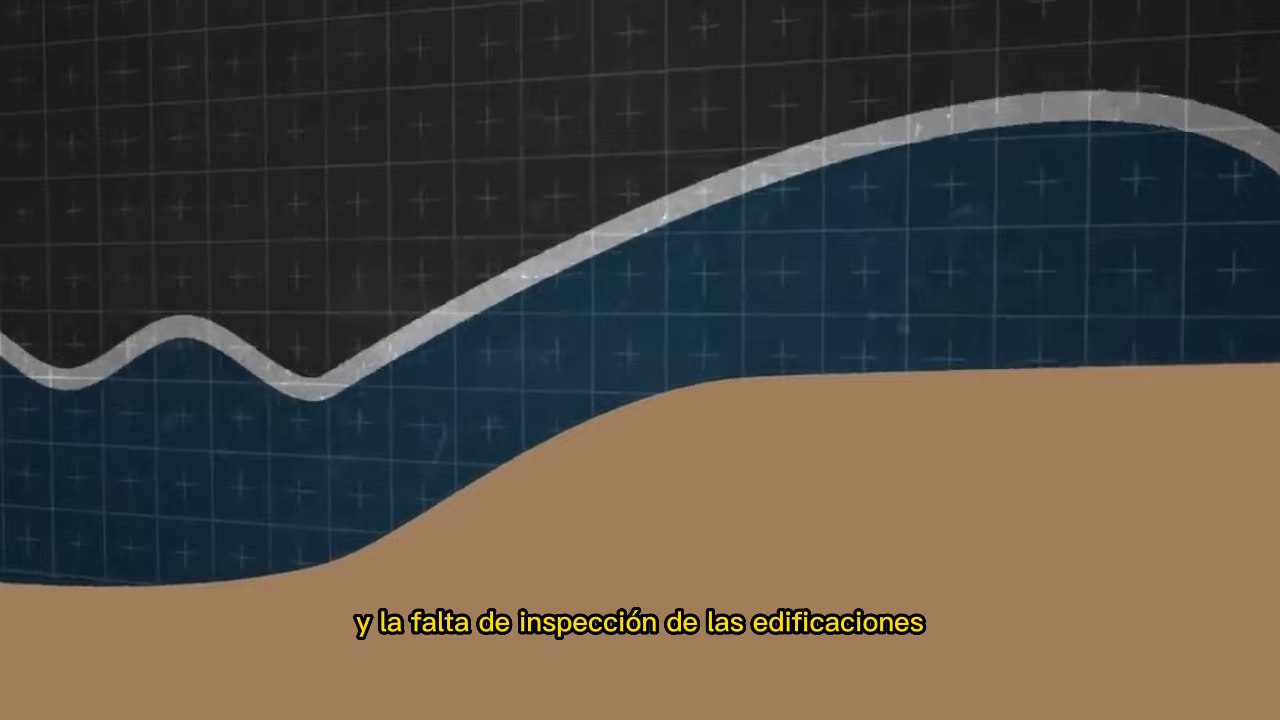 y la falta de inspección de las edificaciones